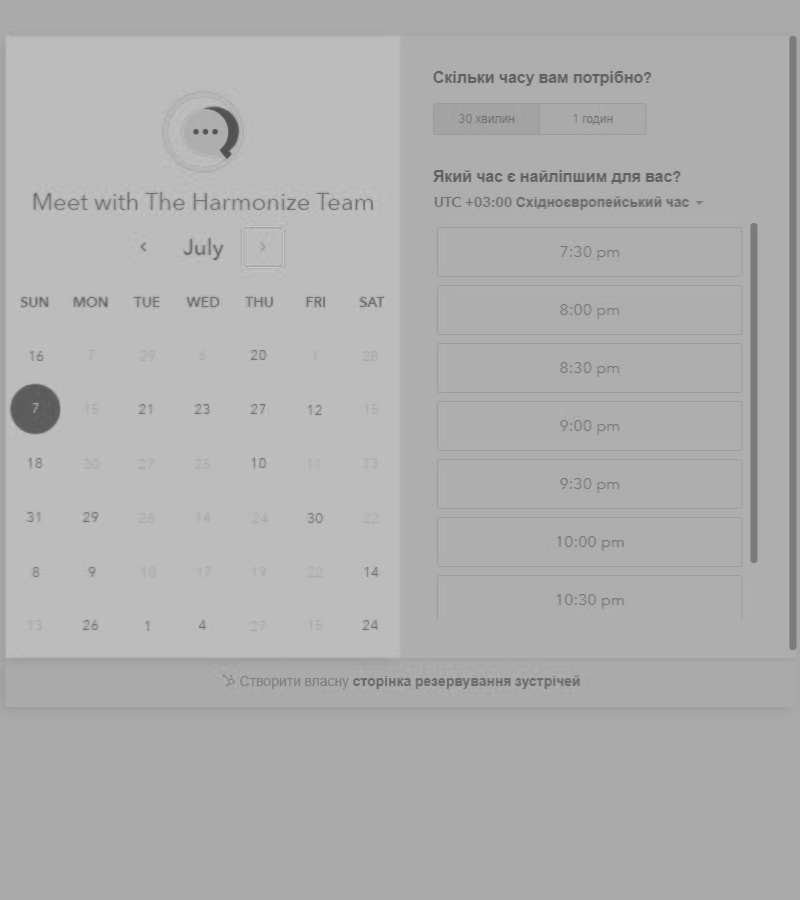 Meet with The Harmonize Team
July
SUN MON TUE WED THU FRI SAT
16 7 29 6 20 1 28
7 15 21 23 27 12 15
18 30 27 25 10 11 13
31 29 26 14 24 30 22
8 9 10 17 19 22 14
13 26 1 4 27 15 24
Скільки часу вам потрібно?
30 хвилин 1 годин
Який час є найліпшим для вас?
UTC +03:00 Східноєвропейський час
7:30 pm
8:00 pm
8:30 pm
9:00 pm
9:30 pm
10:00 pm
10:30 pm
Створити власну сторінка резервування зустрічей